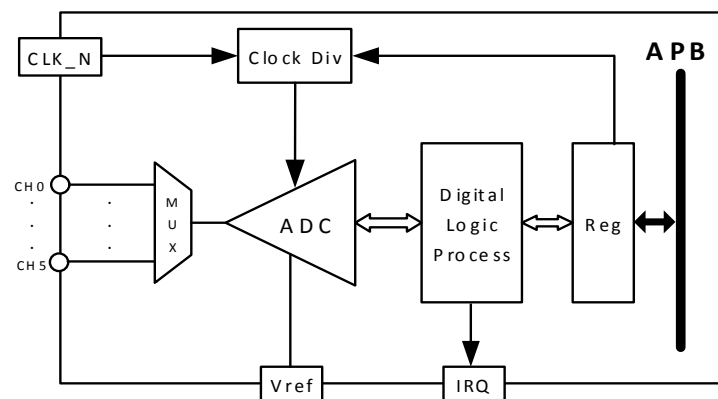 CLK_N
Clock Div
APB
CH0
.
.
.
CH5
.
.
.
M
U
X
ADC
Digital
Logic
Process
Reg
Vref
IRQ